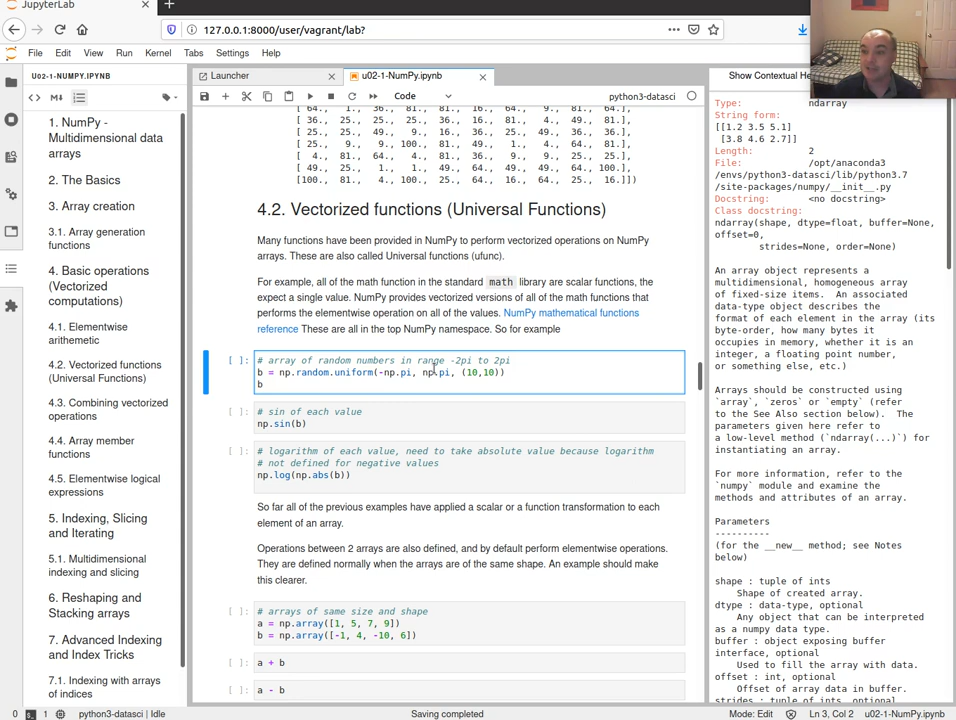 JupyterLab
127.0.0.1:8000/user/vagrant/lab?
File Edit View Run Kernel Tabs Settings Help
U02-1-NUMPY.IPYNB
Launcher
u02-1-NumPy.ipynb
Show Contextual He
Code
python3-datasci
1. NumPy -
Multidimensional data
arrays
2. The Basics
3. Array creation
3.1. Array generation
functions
4. Basic operations
(Vectorized
computations)
4.1. Elementwise
arithemetic
4.2. Vectorized functions
(Universal Functions)
4.3. Combining vectorized
operations
4.4. Array member
functions
4.5. Elementwise logical
expressions
5. Indexing, Slicing
and Iterating
5.1. Multidimensional
indexing and slicing
6. Reshaping and
Stacking arrays
7. Advanced Indexing
and Index Tricks
7.1. Indexing with arrays
of indices
[ 64., 1., 36., 81., 81., 16., 64., 9., 81., 64.],
[ 36., 25., 25., 25., 36., 16., 81., 4., 49., 81.],
[ 25., 25., 49., 9., 16., 36., 25., 49., 36., 36.],
[ 25., 9., 9., 100., 81., 49., 1., 4., 64., 81.],
[ 4., 81., 64., 4., 81., 36., 9., 9., 25., 25.],
[ 49., 25., 1., 1., 49., 64., 49., 64., 64., 100.],
[100., 81., 4., 100., 25., 64., 16., 64., 25., 16.]])
4.2. Vectorized functions (Universal Functions)
Many functions have been provided in NumPy to perform vectorized operations on NumPy
arrays. These are also called Universal functions (ufunc).
For example, all of the math function in the standard math library are scalar functions, the
expect a single value. NumPy provides vectorized versions of all of the math functions that
performs the elementwise operation on all of the values. NumPy mathematical functions
reference These are all in the top NumPy namespace. So for example
[ ]: # array of random numbers in range -2pi to 2pi
b = np.random.uniform(-np.pi, np.pi, (10,10))
b
[ ]: # sin of each value
np.sin(b)
[ ]: # logarithm of each value, need to take absolute value because logarithm
# not defined for negative values
np.log(np.abs(b))
So far all of the previous examples have applied a scalar or a function transformation to each
element of an array.
Operations between 2 arrays are also defined, and by default perform elementwise operations.
They are defined normally when the arrays are of the same shape. An example should make
this clearer.
[ ]: # arrays of same size and shape
a = np.array([1, 5, 7, 9])
b = np.array([-1, 4, -10, 6])
[ ]: a + b
[ ]: a - b
Type: ndarray
String form:
[[1.2 3.5 5.1]
[3.8 4.6 2.7]]
Length: 2
File: /opt/anaconda3
/envs/python3-datasci/lib/python3.7
/site-packages/numpy/__init__.py
Docstring: <no docstring>
Class docstring:
ndarray(shape, dtype=float, buffer=None,
offset=0,
strides=None, order=None)
An array object represents a
multidimensional, homogeneous array
of fixed-size items. An associated
data-type object describes the
format of each element in the array (its
byte-order, how many bytes it
occupies in memory, whether it is an
integer, a floating point number,
or something else, etc.)
Arrays should be constructed using
`array`, `zeros` or `empty` (refer
to the See Also section below). The
parameters given here refer to
a low-level method (`ndarray(...)`) for
instantiating an array.
For more information, refer to the
`numpy` module and examine the
methods and attributes of an array.
Parameters
----------
(for the __new__ method; see Notes
below)
shape : tuple of ints
Shape of created array.
dtype : data-type, optional
Any object that can be interpreted
as a numpy data type.
buffer : object exposing buffer
interface, optional
Used to fill the array with data.
offset : int, optional
Offset of array data in buffer.
strides : tuple of ints, optional
0 1 python3-datasci | Idle
Saving completed
Mode: Edit Ln 3, Col 2 u02-1-NumPy.ipynb